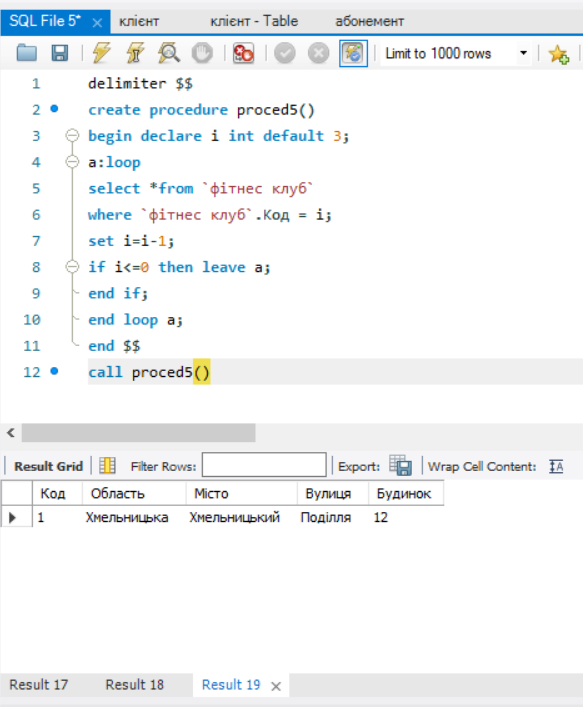 SQL File 5* клієнт клієнт - Table абонемент
Limit to 1000 rows
1 delimiter $$
2 create procedure proced5()
3 begin declare i int default 3;
4 a:loop
5 select *from `фітнес клуб`
6 where `фітнес клуб`.Код = i;
7 set i=i-1;
8 if i<=0 then leave a;
9 end if;
10 end loop a;
11 end $$
12 call proced5()
Result Grid Filter Rows: Export: Wrap Cell Content:
Код Область Місто Вулиця Будинок
1 Хмельницька Хмельницький Поділля 12
Result 17 Result 18 Result 19